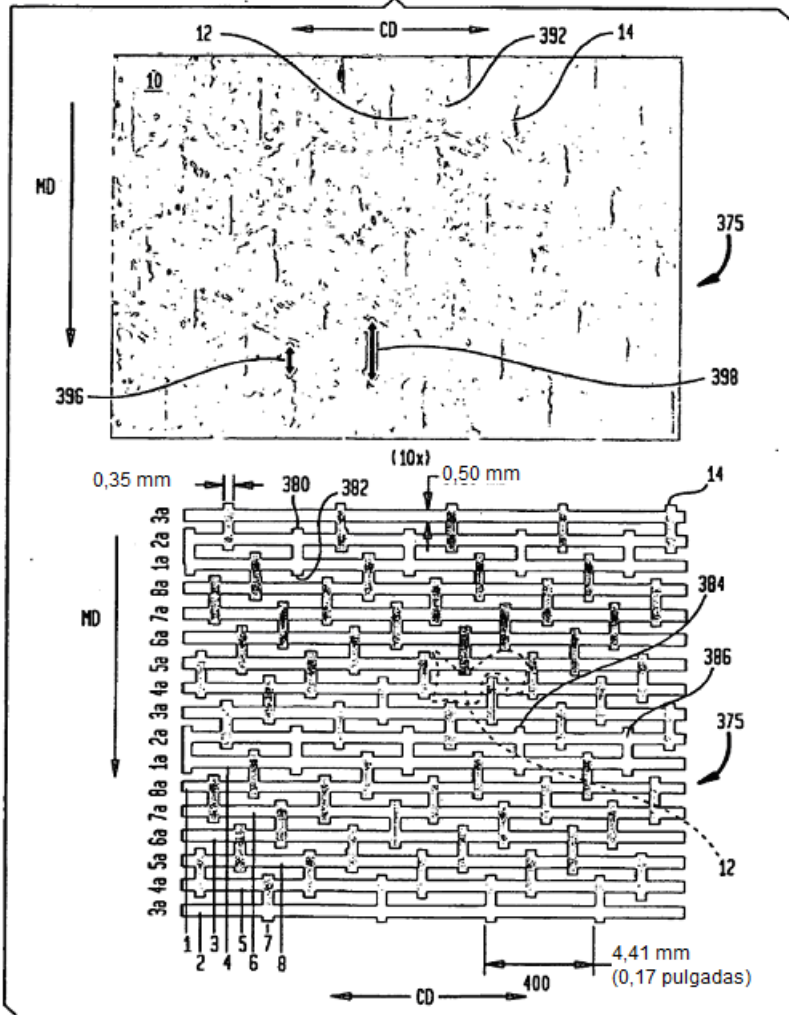 CD
12
392
14
10
MD
375
396
398
(10x)
0,35 mm
380
382
0,50 mm
14
3a
2a
1a
8a
7a
6a
5a
4a
3a
2a
1a
8a
7a
6a
5a
4a
3a
MD
384
386
375
12
1
2
3
4
5
6
7
8
4,41 mm
(0,17 pulgadas)
400
CD